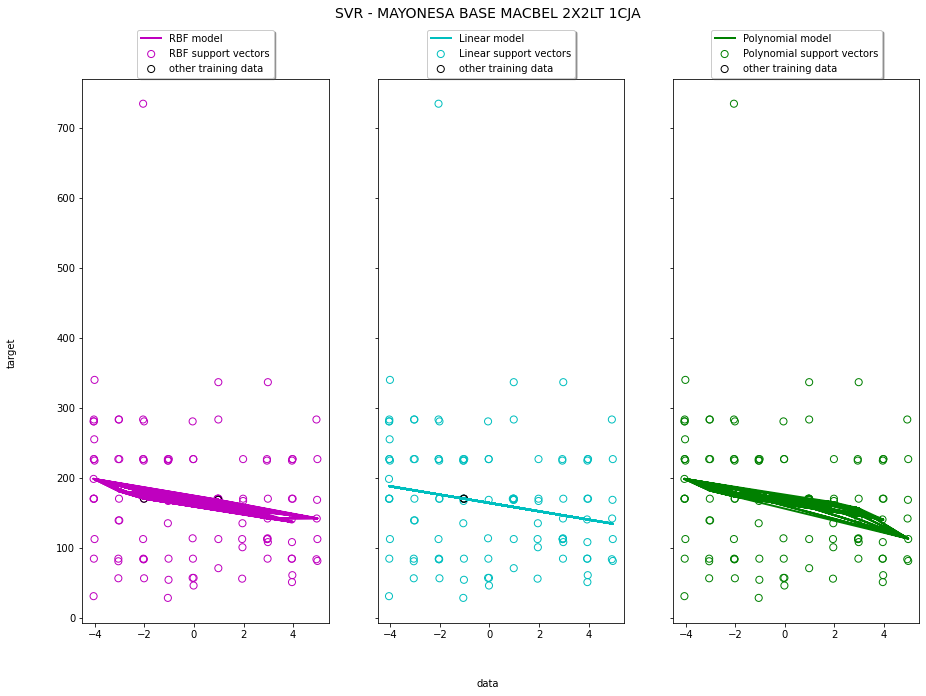 SVR - MAYONESA BASE MACBEL 2X2LT 1CJA
RBF model
RBF support vectors
other training data
Linear model
Linear support vectors
other training data
Polynomial model
Polynomial support vectors
other training data
target
700
600
500
400
300
200
100
0
−4 −2 0 2 4
−4 −2 0 2 4
−4 −2 0 2 4
data